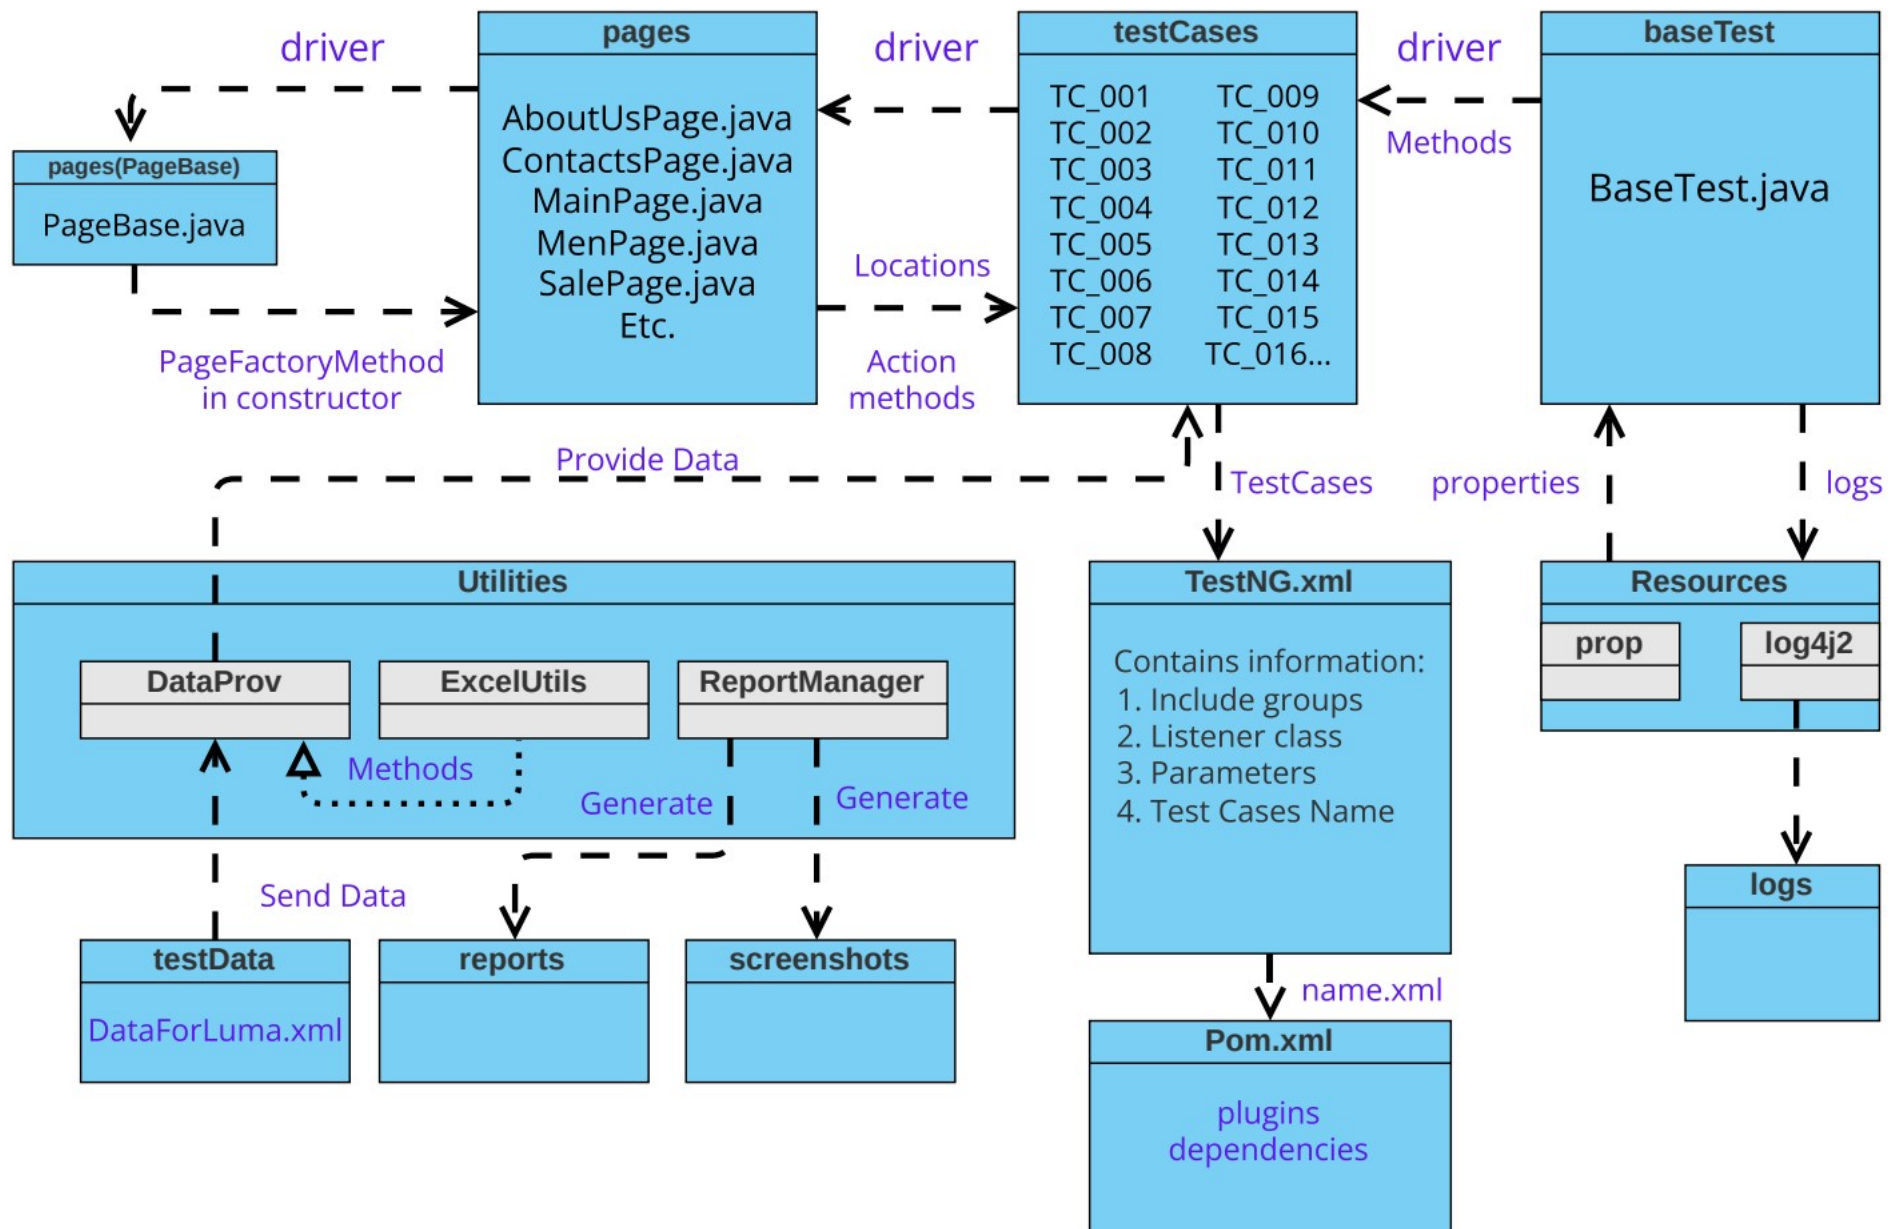 driver
pages
driver
testCases
driver
baseTest
AboutUsPage.java
ContactsPage.java
MainPage.java
MenPage.java
SalePage.java
Etc.
TC_001
TC_002
TC_003
TC_004
TC_005
TC_006
TC_007
TC_008
TC_009
TC_010
TC_011
TC_012
TC_013
TC_014
TC_015
TC_016...
Methods
BaseTest.java
pages(PageBase)
PageBase.java
Locations
Action
methods
PageFactoryMethod
in constructor
Provide Data
TestCases
properties
logs
Utilities
DataProv
ExcelUtils
ReportManager
Methods
Generate
Generate
TestNG.xml
Contains information:
1. Include groups
2. Listener class
3. Parameters
4. Test Cases Name
Resources
prop
log4j2
Send Data
testData
DataForLuma.xml
reports
screenshots
name.xml
Pom.xml
plugins
dependencies
logs